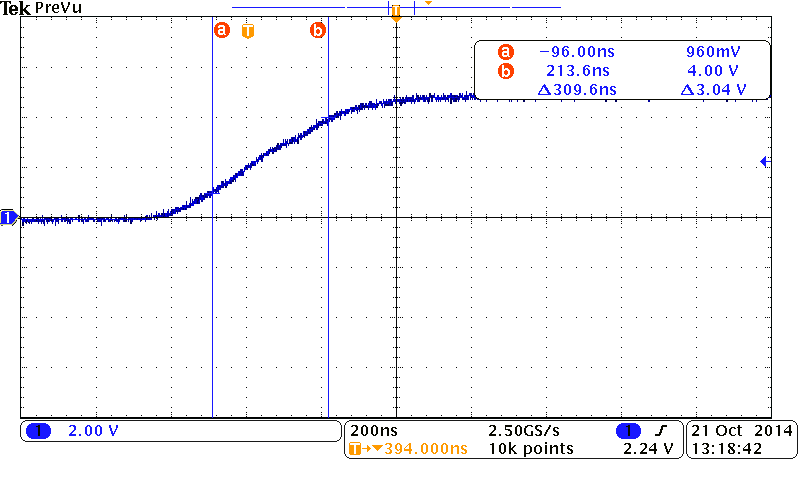 Tek PreVu
T
a T b
a −96.00ns 960mV
b 213.6ns 4.00 V
Δ309.6ns Δ3.04 V
1
1 2.00 V
200ns 2.50GS/s 1
T→▼394.000ns 10k points 2.24 V
21 Oct 2014
13:18:42